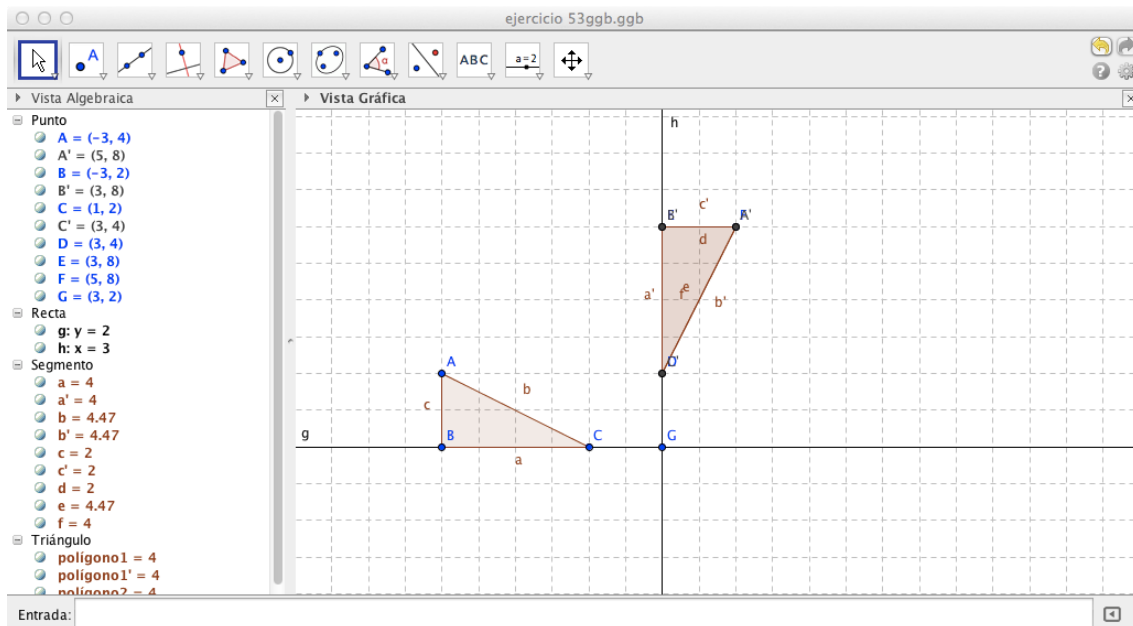 ejercicio 53ggb.ggb
A
α
ABC
a=2
?
Vista Algebraica
Vista Gráfica
Punto
A = (-3, 4)
A' = (5, 8)
B = (-3, 2)
B' = (3, 8)
C = (1, 2)
C' = (3, 4)
D = (3, 4)
E = (3, 8)
F = (5, 8)
G = (3, 2)
Recta
g: y = 2
h: x = 3
Segmento
a = 4
a' = 4
b = 4.47
b' = 4.47
c = 2
c' = 2
d = 2
e = 4.47
f = 4
Triángulo
polígono1 = 4
polígono1' = 4
polígono2 = 4
h
c'
d
a'
f
e
b'
A
b
c
g
B
C
G
a
Entrada: